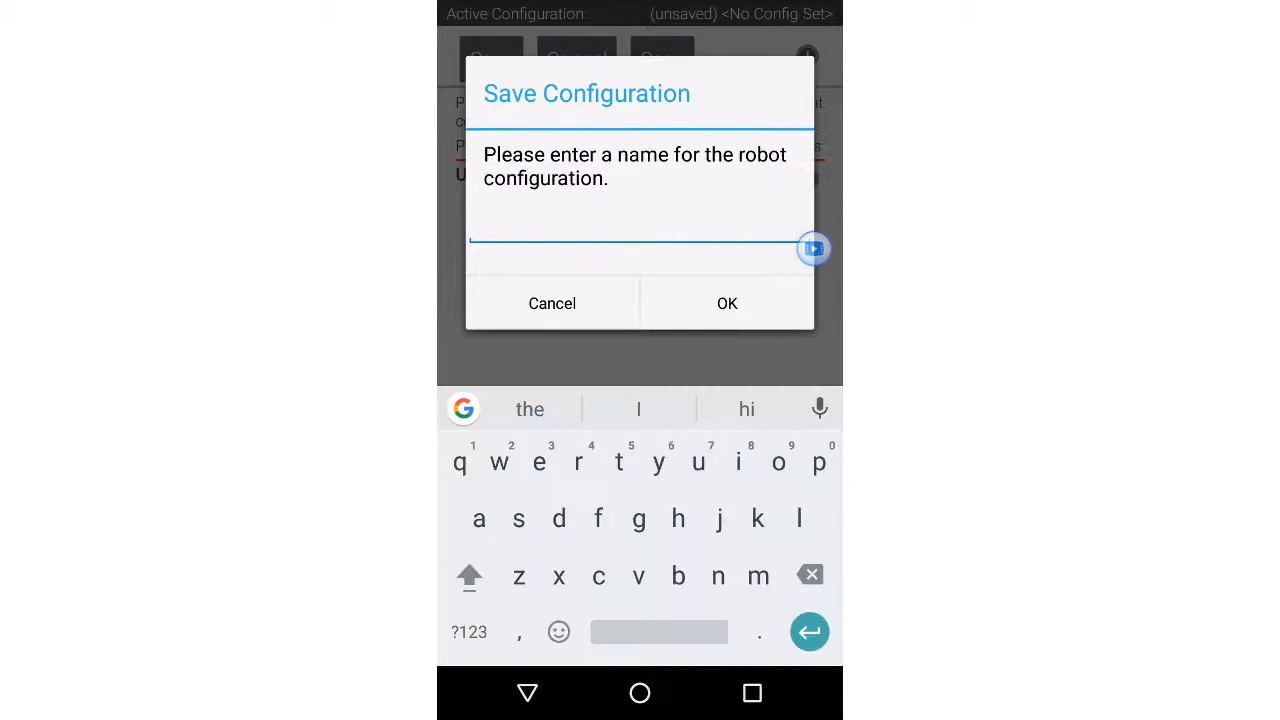 Active Configuration: (unsaved) <No Config Set>
Save Configuration
Please enter a name for the robot
configuration.
Cancel OK
the I hi
1 2 3 4 5 6 7 8 9 0
q w e r t y u i o p
a s d f g h j k l
z x c v b n m
?123 , .